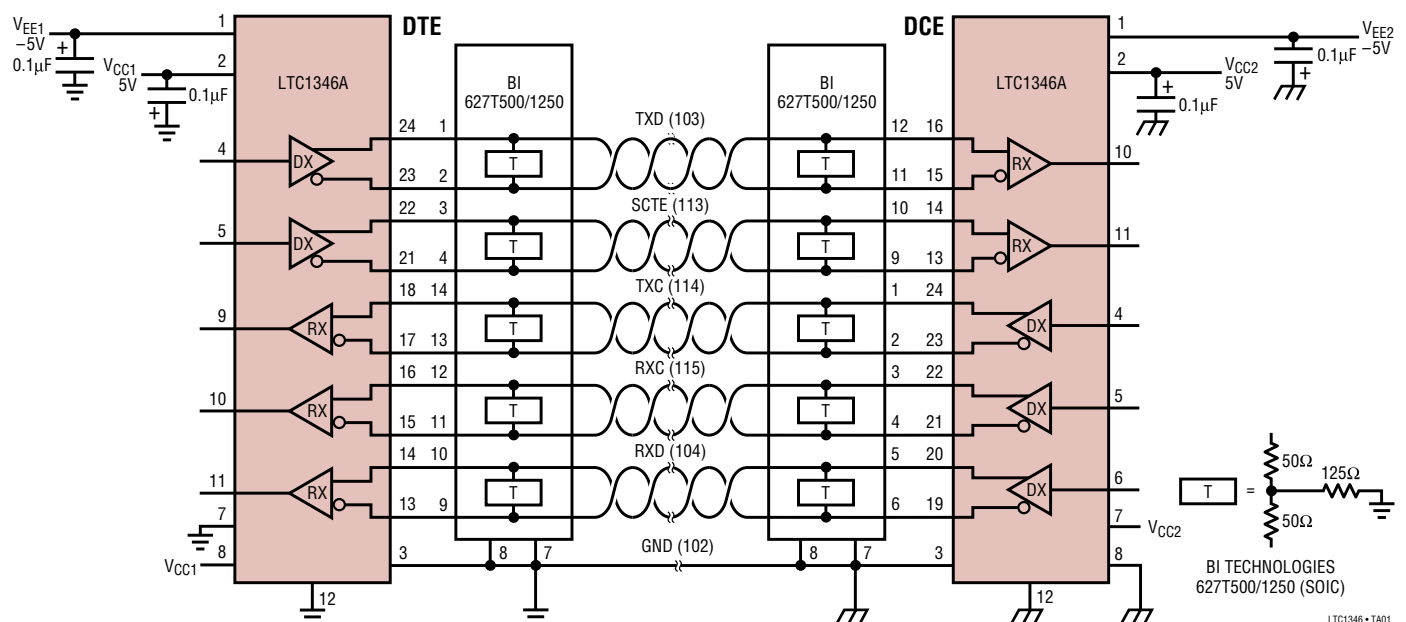 VEE1
–5V
1
0.1µF
+
VCC1
5V
2
0.1µF
+
LTC1346A
DTE
BI
627T500/1250
BI
627T500/1250
DCE
LTC1346A
1
VEE2
–5V
0.1µF
+
2
VCC2
5V
+
0.1µF
4
DX
24 1
T
TXD (103)
T
12 16
RX
10
23 2
11 15
5
DX
22 3
T
SCTE (113)
T
10 14
RX
11
21 4
9 13
9
RX
18 14
T
TXC (114)
T
1 24
DX
4
17 13
2 23
10
RX
16 12
T
RXC (115)
T
3 22
DX
5
15 11
4 21
11
RX
14 10
T
RXD (104)
T
5 20
DX
6
13 9
6 19
7
VCC1
8
3
8
7
GND (102)
8
7
3
7
VCC2
8
12
12
T = 50Ω 125Ω
50Ω
BI TECHNOLOGIES
627T500/1250 (SOIC)
LTC1346 • TA01